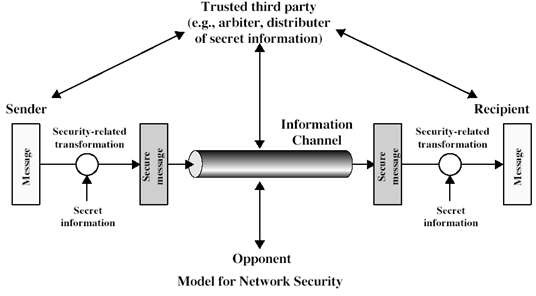 Trusted third party
(e.g., arbiter, distributer
of secret information)
Sender
Recipient
Information
Channel
Security-related
transformation
Security-related
transformation
Message
Secure
message
Secure
message
Message
Secret
information
Secret
information
Opponent
Model for Network Security